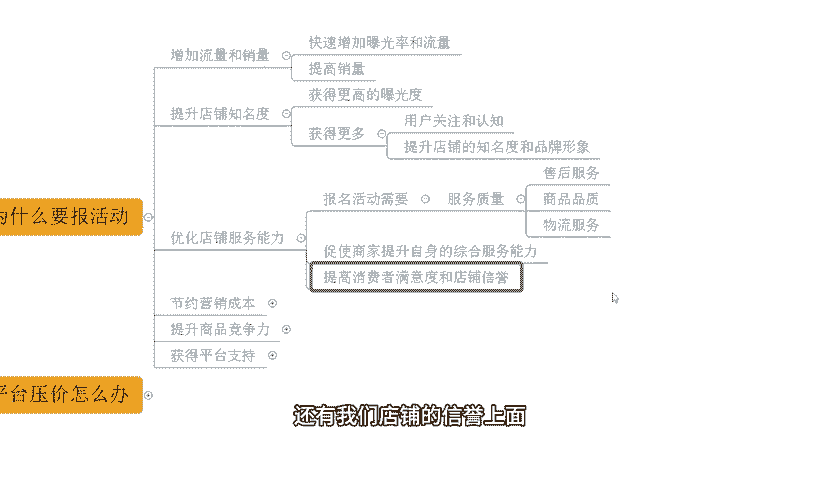 增加流量和销量
快速增加曝光率和流量
提高销量
提升店铺知名度
获得更高的曝光度
获得更多
用户关注和认知
提升店铺的知名度和品牌形象
为什么要报活动
优化店铺服务能力
报名活动需要
服务质量
售后服务
商品品质
物流服务
促使商家提升自身的综合服务能力
提高消费者满意度和店铺信誉
节约营销成本
提升商品竞争力
获得平台支持
平台压价怎么办
还有我们店铺的信誉上面